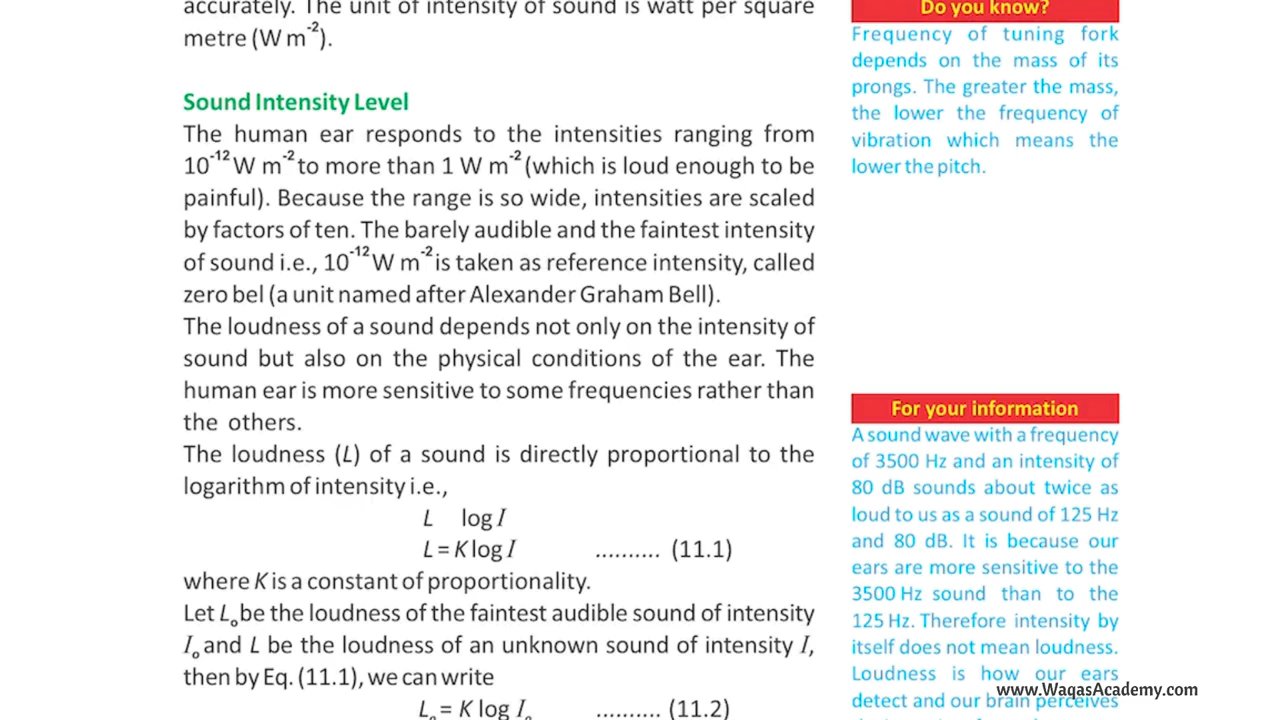 accurately. The unit of intensity of sound is watt per square
metre (W m⁻²).
Sound Intensity Level
The human ear responds to the intensities ranging from
10⁻¹² W m⁻² to more than 1 W m⁻² (which is loud enough to be
painful). Because the range is so wide, intensities are scaled
by factors of ten. The barely audible and the faintest intensity
of sound i.e., 10⁻¹² W m⁻² is taken as reference intensity, called
zero bel (a unit named after Alexander Graham Bell).
The loudness of a sound depends not only on the intensity of
sound but also on the physical conditions of the ear. The
human ear is more sensitive to some frequencies rather than
the others.
The loudness (L) of a sound is directly proportional to the
logarithm of intensity i.e.,
L log I
L = K log I .......... (11.1)
where K is a constant of proportionality.
Let Lₒ be the loudness of the faintest audible sound of intensity
Iₒ and L be the loudness of an unknown sound of intensity I,
then by Eq. (11.1), we can write
Lₒ = K log Iₒ .......... (11.2)
Do you know?
Frequency of tuning fork
depends on the mass of its
prongs. The greater the mass,
the lower the frequency of
vibration which means the
lower the pitch.
For your information
A sound wave with a frequency
of 3500 Hz and an intensity of
80 dB sounds about twice as
loud to us as a sound of 125 Hz
and 80 dB. It is because our
ears are more sensitive to the
3500 Hz sound than to the
125 Hz. Therefore intensity by
itself does not mean loudness.
Loudness is how our ears
detect and our brain perceives
www.WaqasAcademy.com